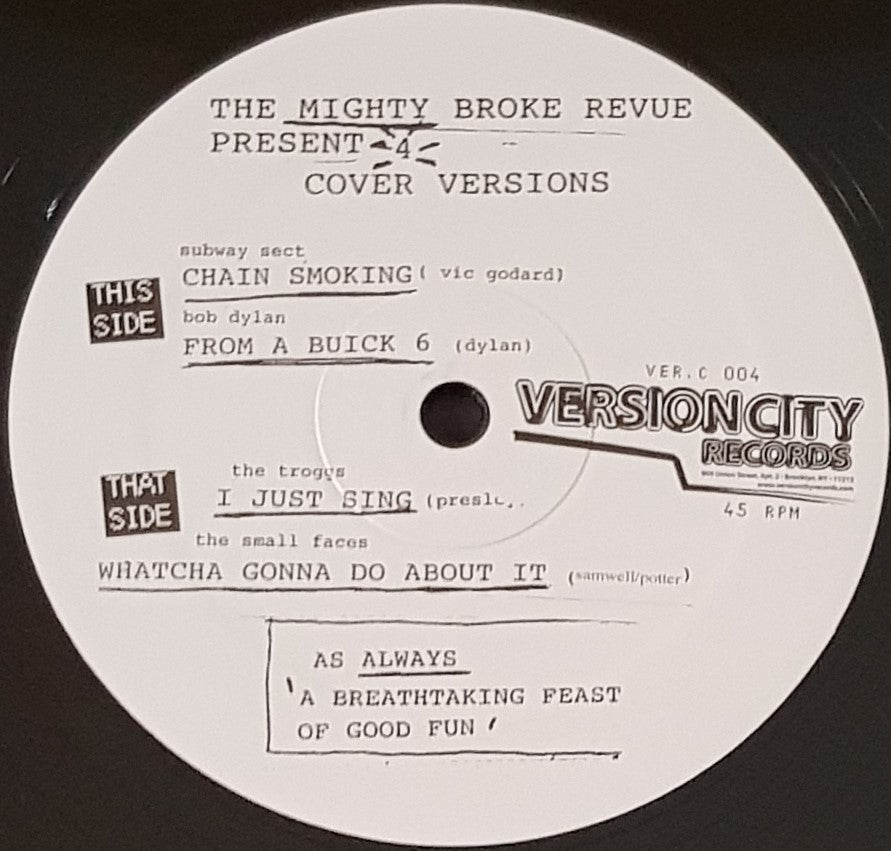 THE MIGHTY BROKE REVUE
PRESENT 4
COVER VERSIONS
subway sect
THIS
SIDE
CHAIN SMOKING ( vic godard)
bob dylan
FROM A BUICK 6 (dylan)
VER.C 004
VERSION CITY
RECORDS
45 RPM
THAT
SIDE
the troggs
I JUST SING
the small faces
WHATCHA GONNA DO ABOUT IT (samwell/potter)
AS ALWAYS
'A BREATHTAKING FEAST
OF GOOD FUN'